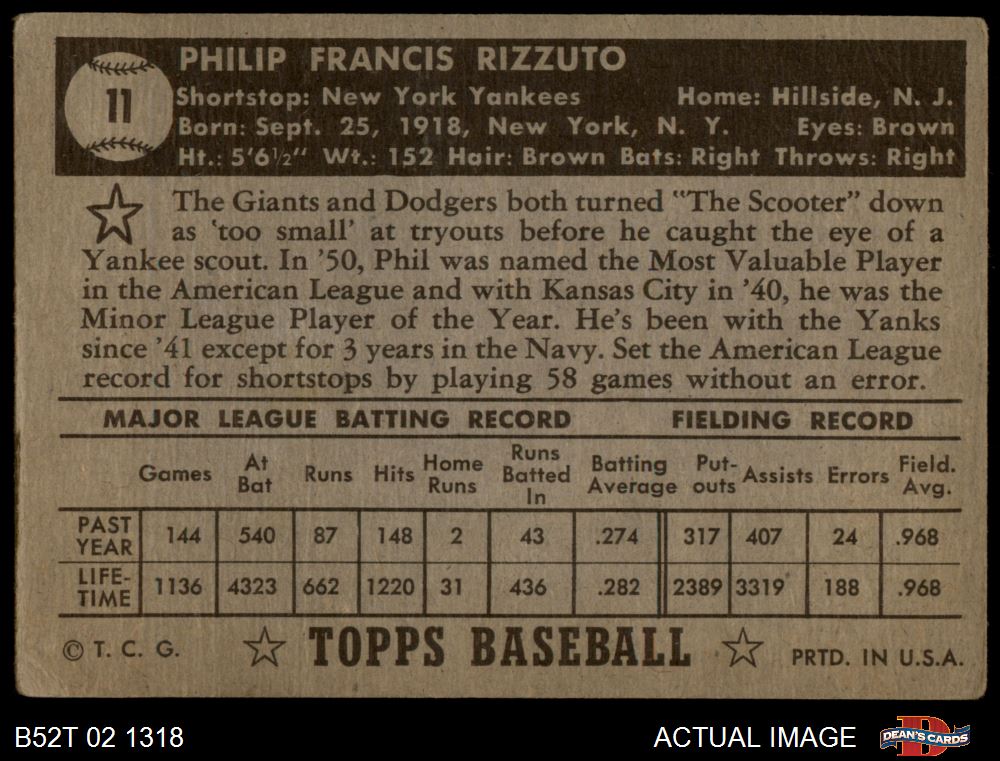 11
PHILIP FRANCIS RIZZUTO
Shortstop: New York Yankees Home: Hillside, N. J.
Born: Sept. 25, 1918, New York, N. Y. Eyes: Brown
Ht.: 5'6½" Wt.: 152 Hair: Brown Bats: Right Throws: Right
The Giants and Dodgers both turned "The Scooter" down
as 'too small' at tryouts before he caught the eye of a
Yankee scout. In '50, Phil was named the Most Valuable Player
in the American League and with Kansas City in '40, he was the
Minor League Player of the Year. He's been with the Yanks
since '41 except for 3 years in the Navy. Set the American League
record for shortstops by playing 58 games without an error.
MAJOR LEAGUE BATTING RECORD FIELDING RECORD
Games At Bat Runs Hits Home Runs Runs Batted In Batting Average Put-outs Assists Errors Field. Avg.
PAST YEAR 144 540 87 148 2 43 .274 317 407 24 .968
LIFE-TIME 1136 4323 662 1220 31 436 .282 2389 3319 188 .968
© T. C. G. TOPPS BASEBALL PRTD. IN U.S.A.
B52T 02 1318 ACTUAL IMAGE DEAN'S CARDS